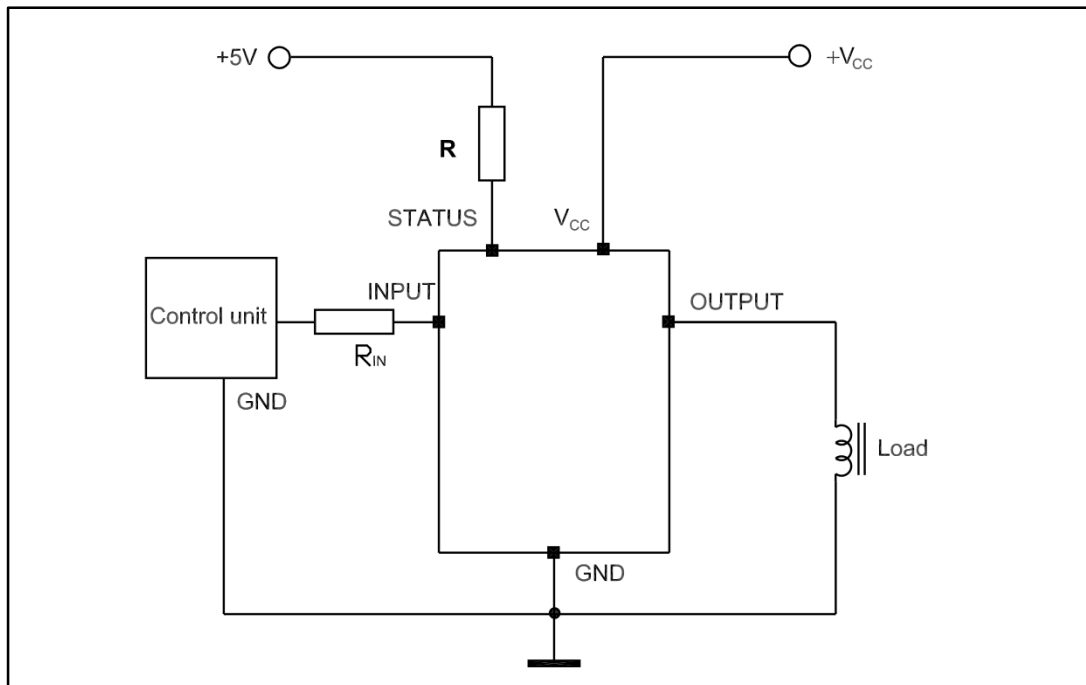 +5V
+VCC
R
STATUS
VCC
INPUT
OUTPUT
Control unit
RIN
GND
Load
GND